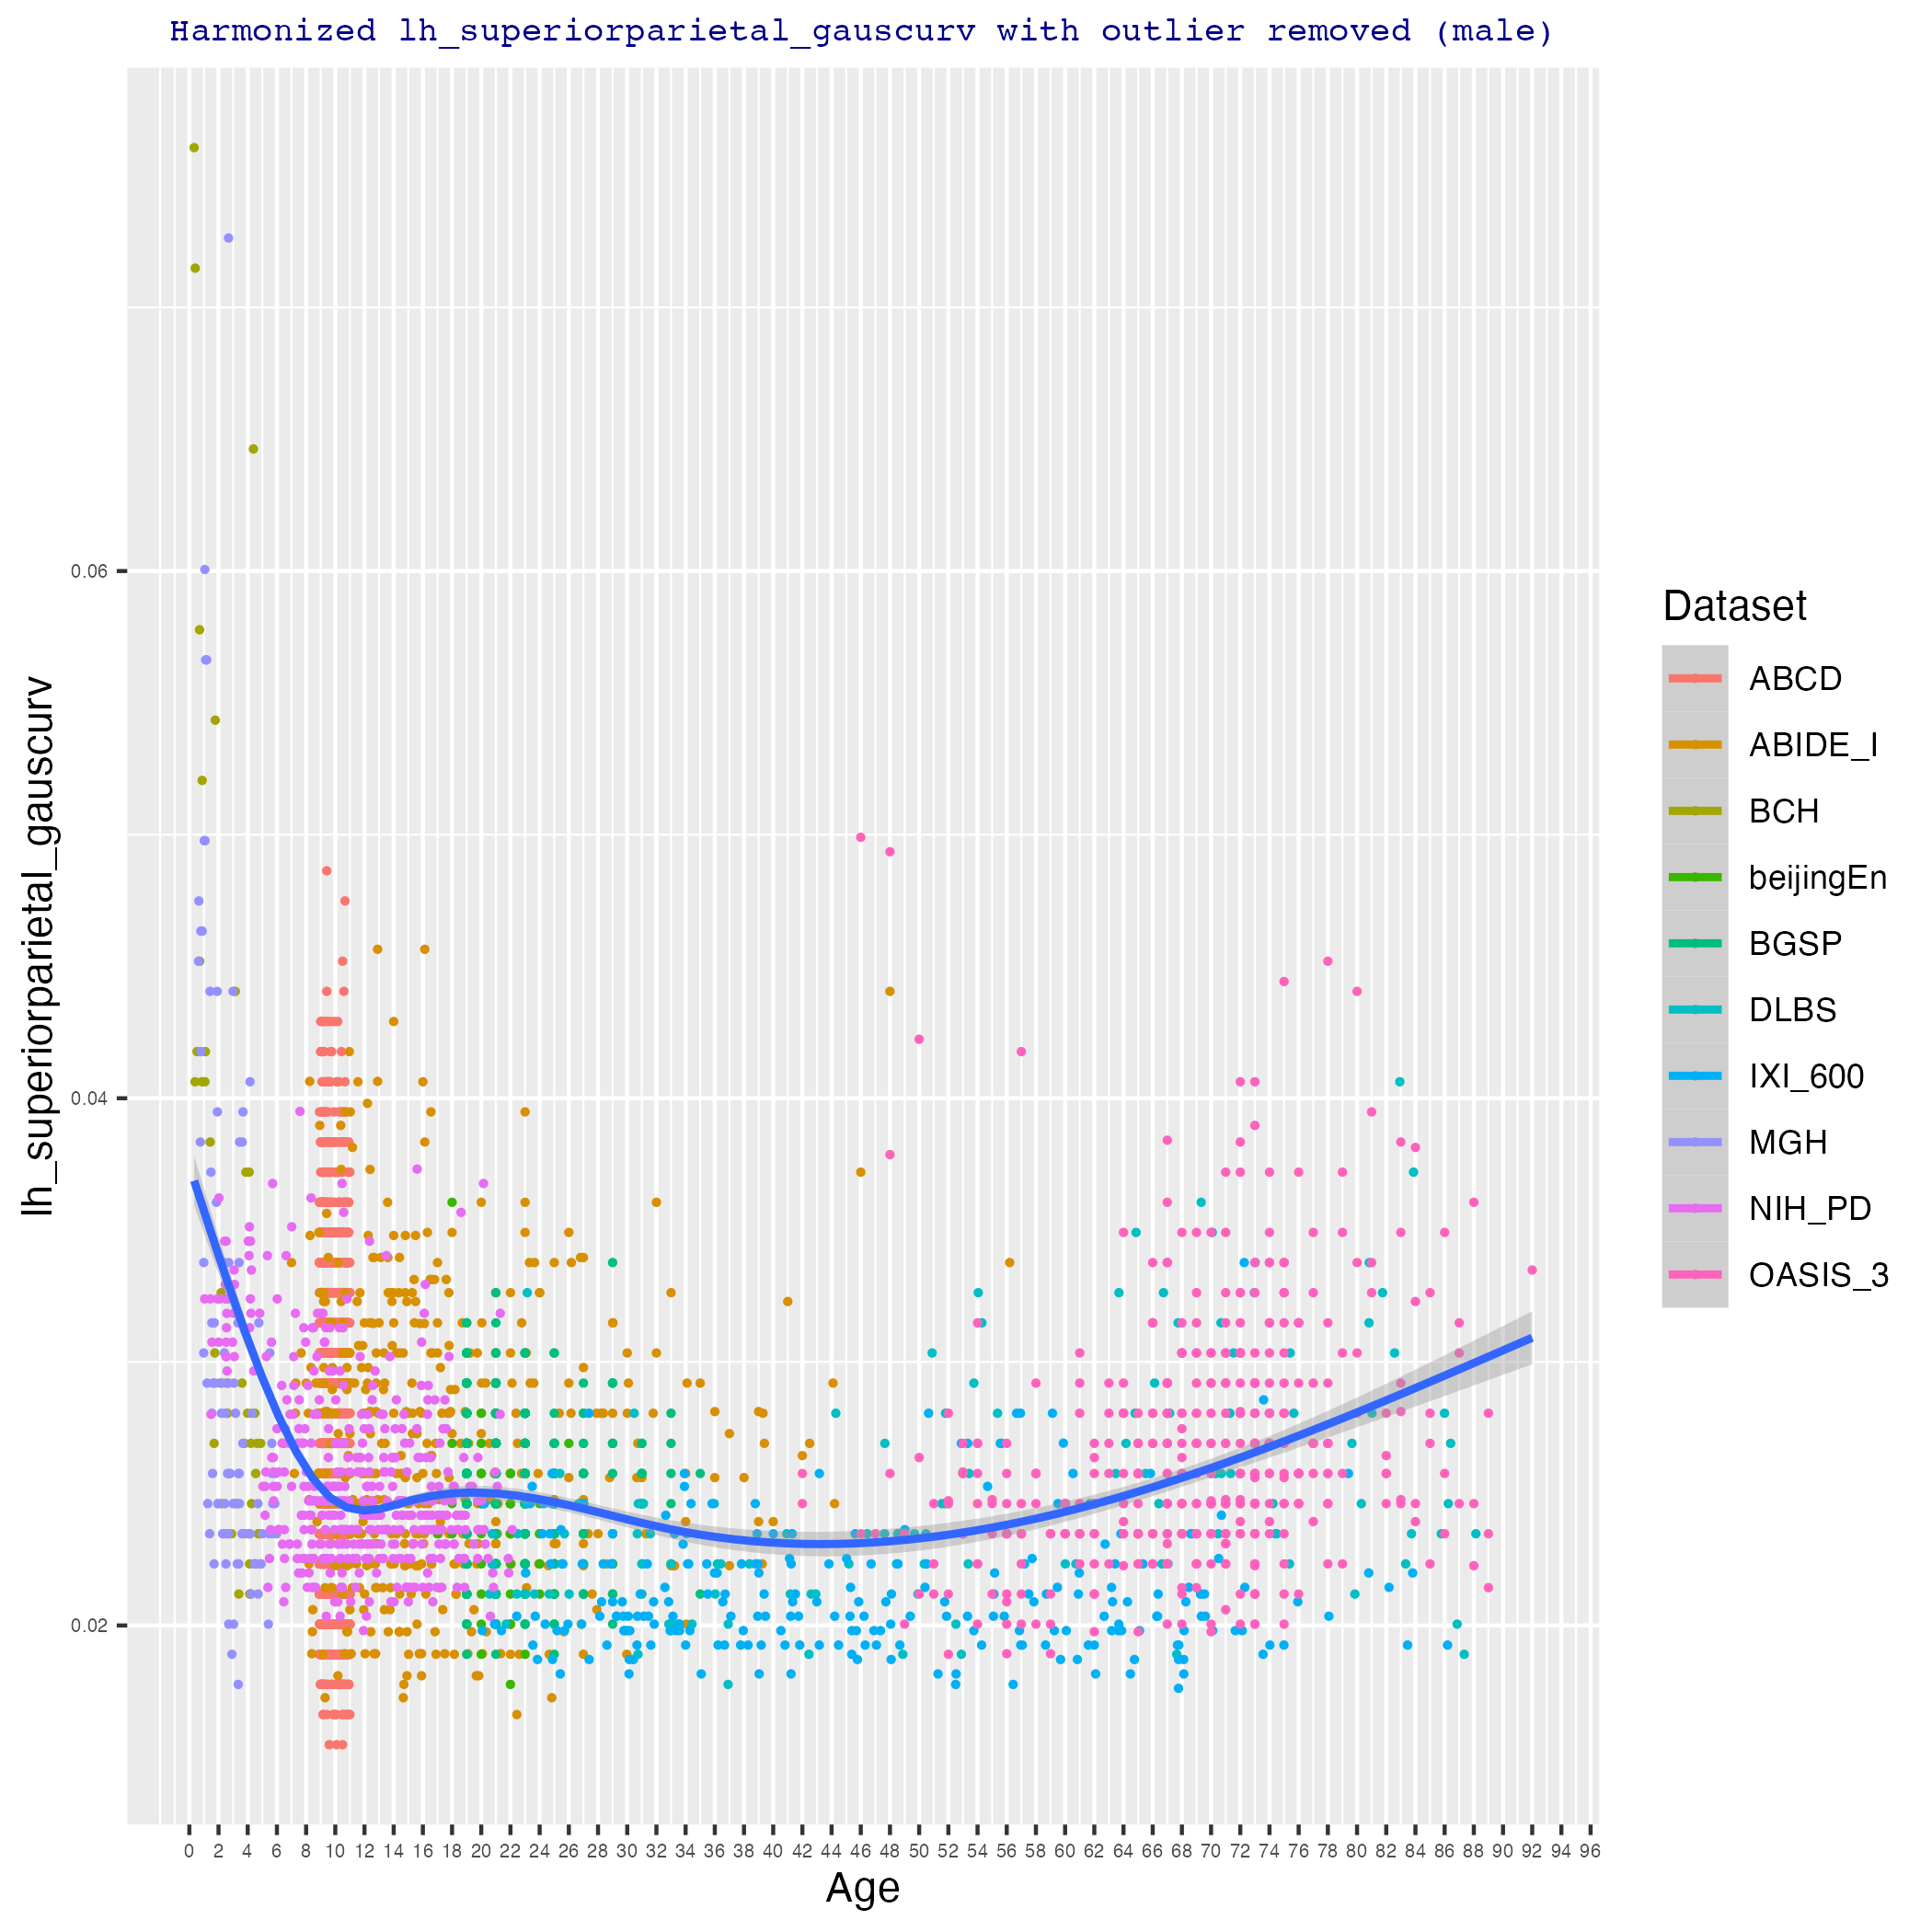 Harmonized lh_superiorparietal_gauscurv with outlier removed (male)
lh_superiorparietal_gauscurv
0.06
0.04
0.02
0 2 4 6 8 10 12 14 16 18 20 22 24 26 28 30 32 34 36 38 40 42 44 46 48 50 52 54 56 58 60 62 64 66 68 70 72 74 76 78 80 82 84 86 88 90 92 94 96
Age
Dataset
ABCD
ABIDE_I
BCH
beijingEn
BGSP
DLBS
IXI_600
MGH
NIH_PD
OASIS_3